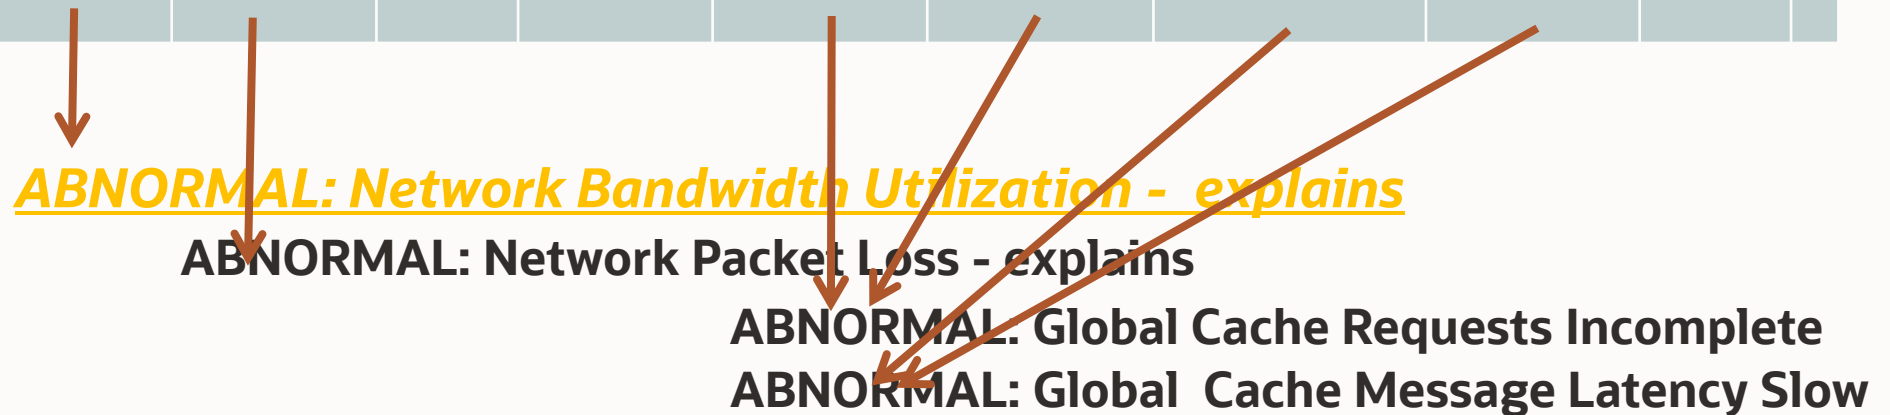 ABNORMAL: Network Bandwidth Utilization - explains
ABNORMAL: Network Packet Loss - explains
ABNORMAL: Global Cache Requests Incomplete
ABNORMAL: Global Cache Message Latency Slow